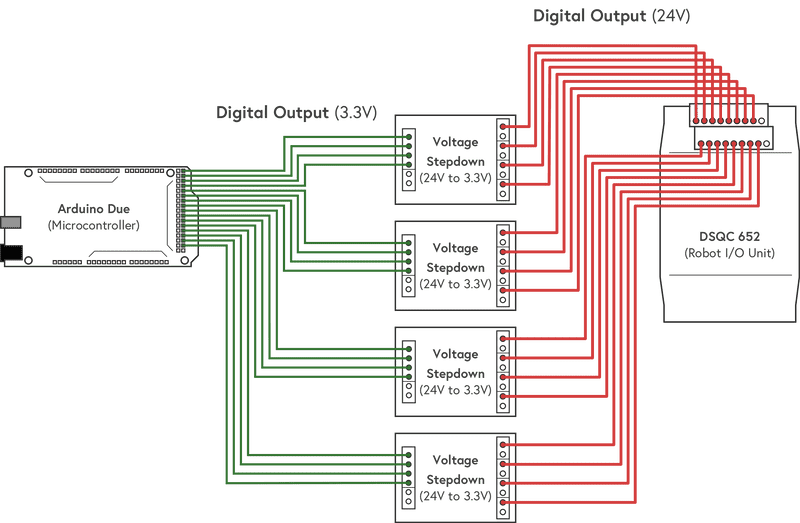 Digital Output (24V)
Digital Output (3.3V)
Voltage
Stepdown
(24V to 3.3V)
Arduino Due
(Microcontroller)
Voltage
Stepdown
(24V to 3.3V)
DSQC 652
(Robot I/O Unit)
Voltage
Stepdown
(24V to 3.3V)
Voltage
Stepdown
(24V to 3.3V)